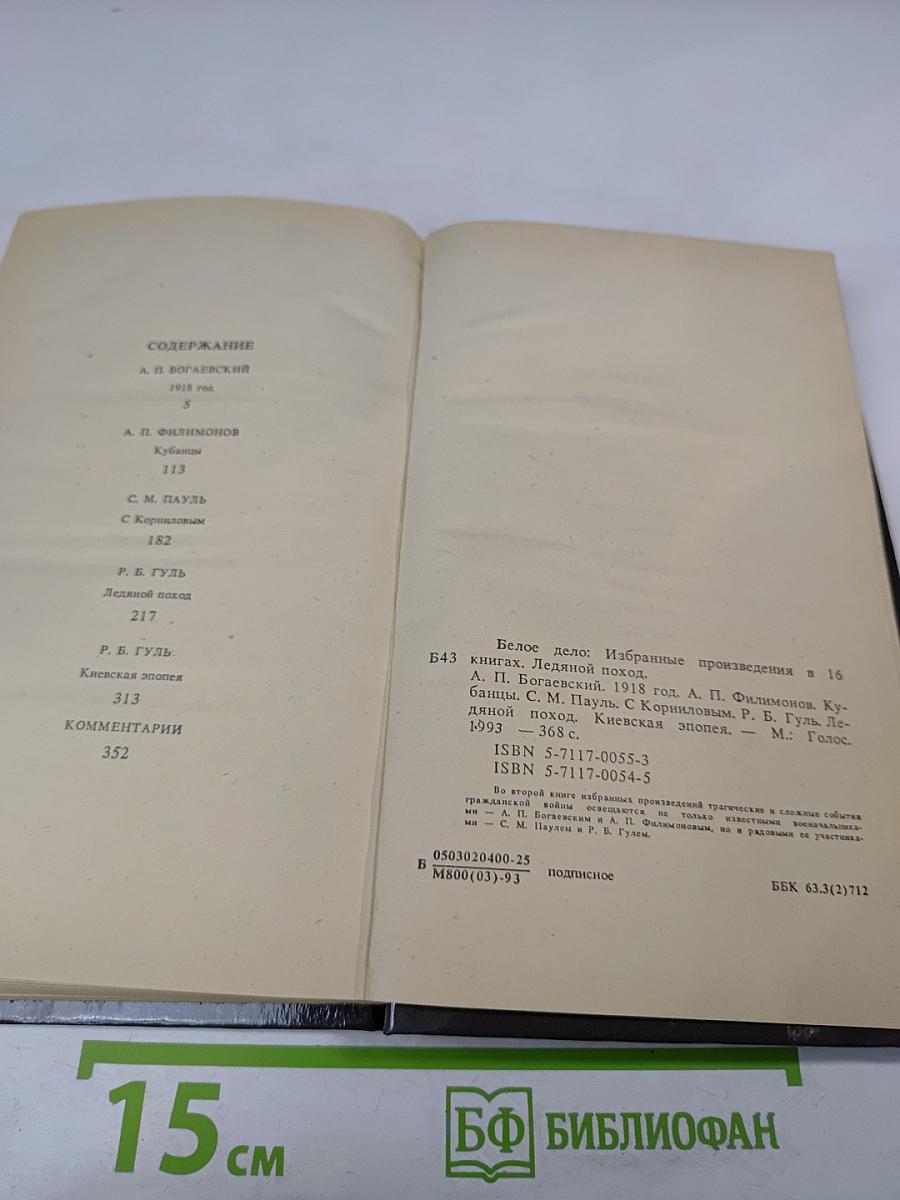 СОДЕРЖАНИЕ
А. П. БОГАЕВСКИЙ
1918 год
5
А. П. ФИЛИМОНОВ
Кубанцы
113
С. М. ПАУЛЬ
С Корниловым
182
Р. Б. ГУЛЬ
Ледяной поход
217
Р. Б. ГУЛЬ
Киевская эпопея
313
КОММЕНТАРИИ
352
Белое дело: Избранные произведения в 16
Б43 книгах. Ледяной поход.
А. П. Богаевский. 1918 год. А. П. Филимонов. Ку-
банцы. С. М. Пауль. С Корниловым. Р. Б. Гуль. Ле-
дяной поход. Киевская эпопея. — М.: Голос.
1993 — 368 с.
ISBN 5-7117-0055-3
ISBN 5-7117-0054-5
Во второй книге избранных произведений трагические и сложные события
гражданской войны освещаются не только известными военачальника-
ми — А. П. Богаевским и А. П. Филимоновым, но и рядовыми ее участника-
ми — С. М. Паулем и Р. Б. Гулем.
Б 0503020400-25
М800(03)-93 подписное
ББК 63.3(2)712
15 см
БФ БИБЛИОФАН